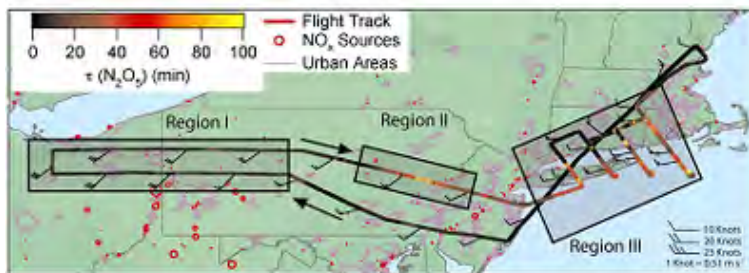 0 20 40 60 80 100
τ (N₂O₅) (min)
Flight Track
NOₓ Sources
Urban Areas
Region I
Region II
Region III
10 Knots
20 Knots
25 Knots
1 Knot = 0.51 m s⁻¹